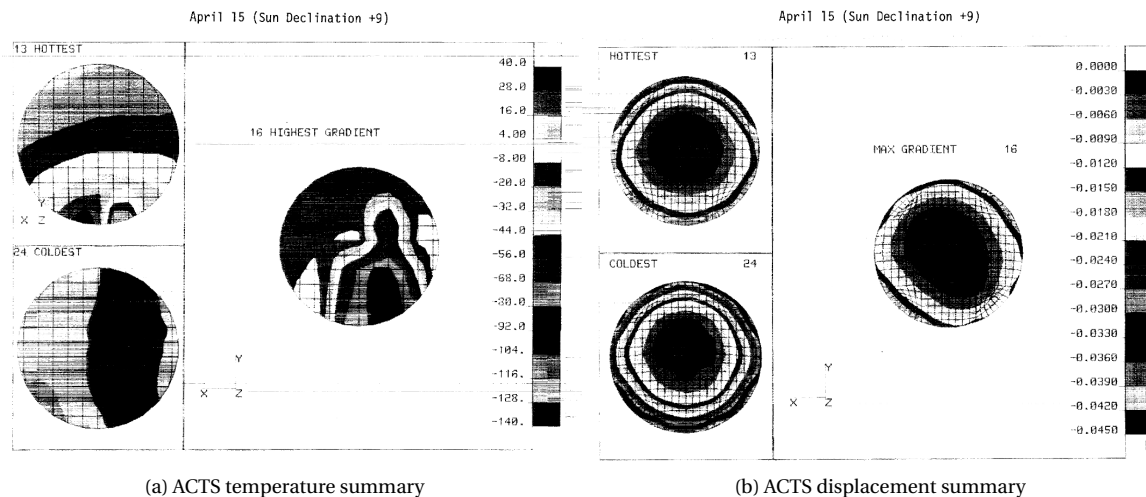 April 15 (Sun Declination +9)
13 HOTTEST
16 HIGHEST GRADIENT
Y
X Z
24 COLDEST
Y
X Z
40.0
28.0
16.0
4.00
-8.00
-20.0
-32.0
-44.0
-56.0
-68.0
-80.0
-92.0
-104.
-116.
-128.
-140.
(a) ACTS temperature summary
April 15 (Sun Declination +9)
HOTTEST 13
MAX GRADIENT 16
COLDEST 24
Y
X Z
0.0000
-0.0030
-0.0060
-0.0090
-0.0120
-0.0150
-0.0180
-0.0210
-0.0240
-0.0270
-0.0300
-0.0330
-0.0360
-0.0390
-0.0420
-0.0450
(b) ACTS displacement summary